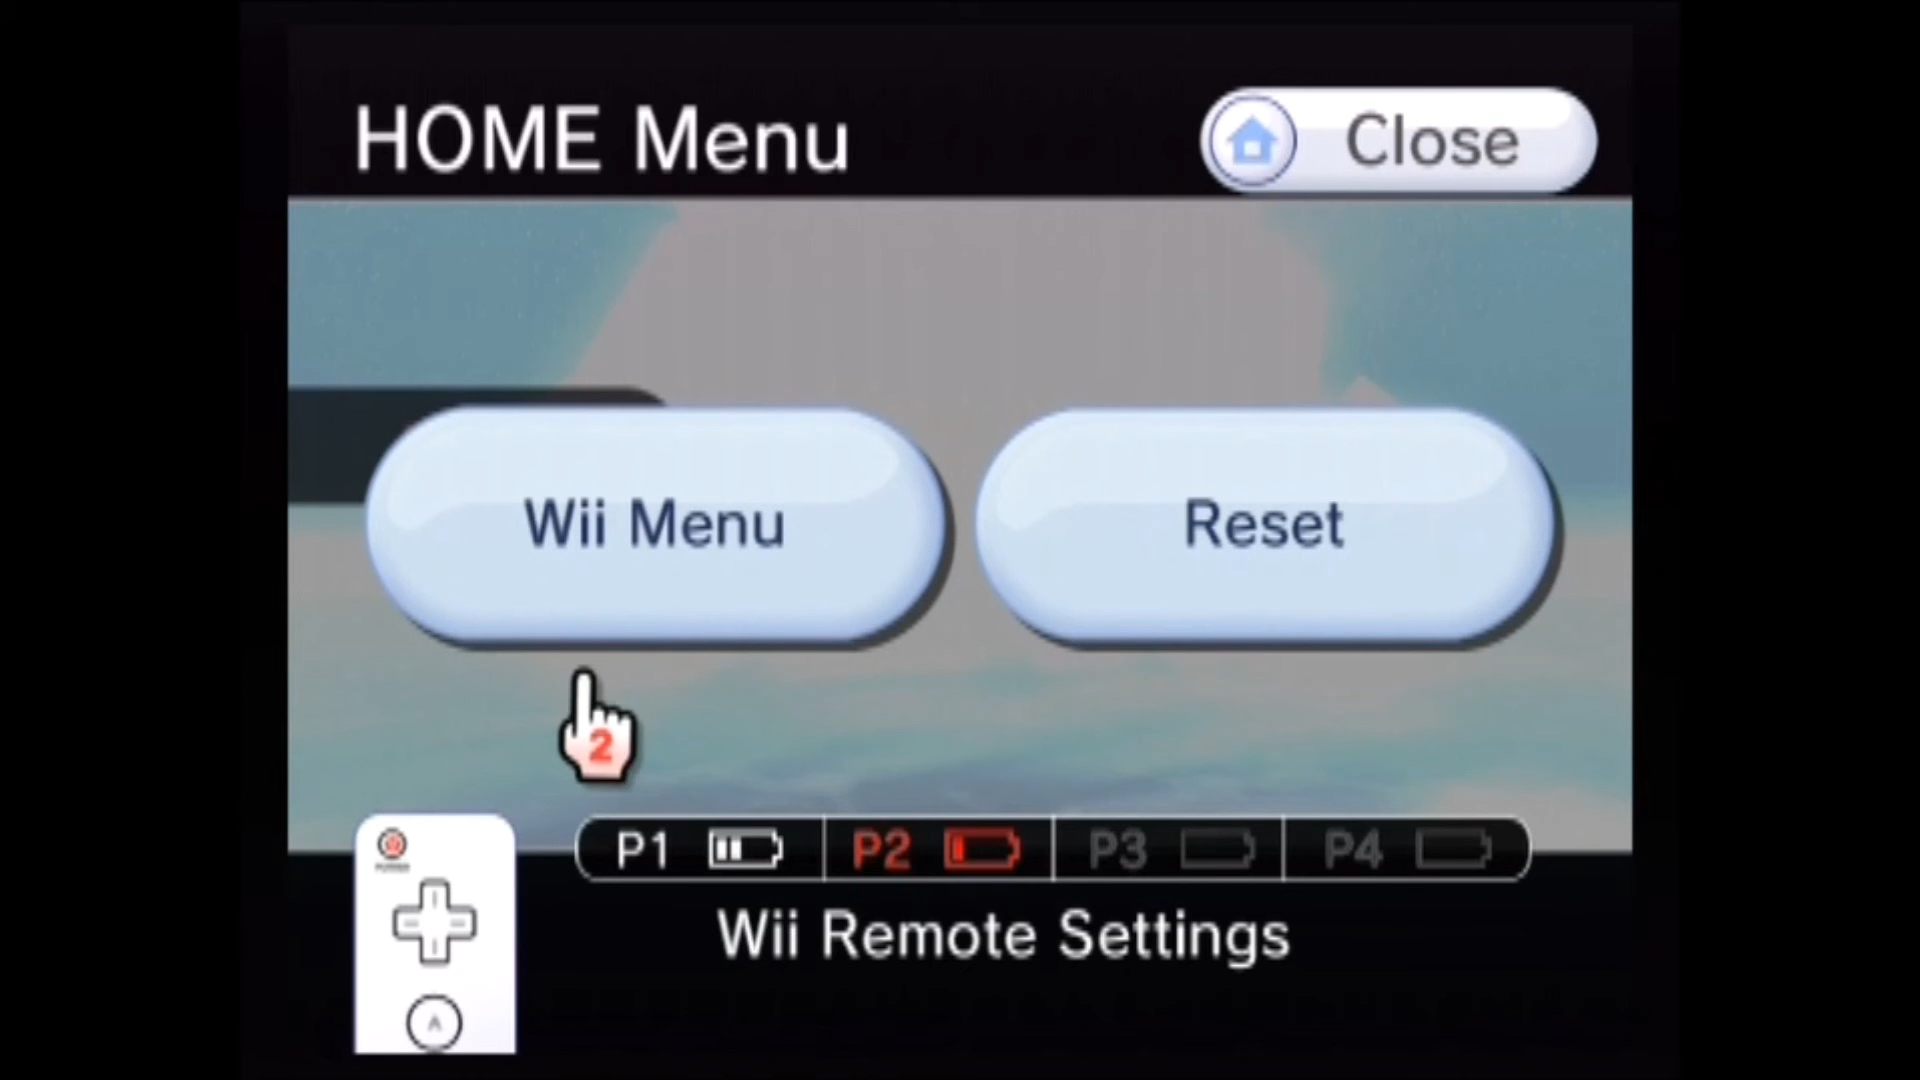 HOME Menu
Close
Wii Menu
Reset
2
P1 P2 P3 P4
Wii Remote Settings
A